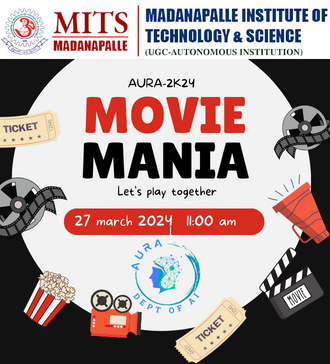 MITS
MADANAPALLE
MADANAPALLE INSTITUTE OF
TECHNOLOGY & SCIENCE
(UGC-AUTONOMOUS INSTITUTION)
AURA-2K24
MOVIE
MANIA
Let's play together
27 march 2024 11:00 am
AURA
DEPT OF AI
TICKET
TICKET
MOVIE